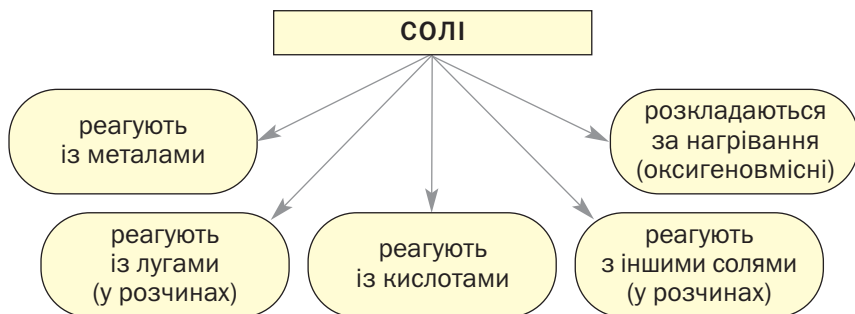 СОЛІ
реагують
із металами
розкладаються
за нагрівання
(оксигеновмісні)
реагують
із лугами
(у розчинах)
реагують
із кислотами
реагують
з іншими солями
(у розчинах)